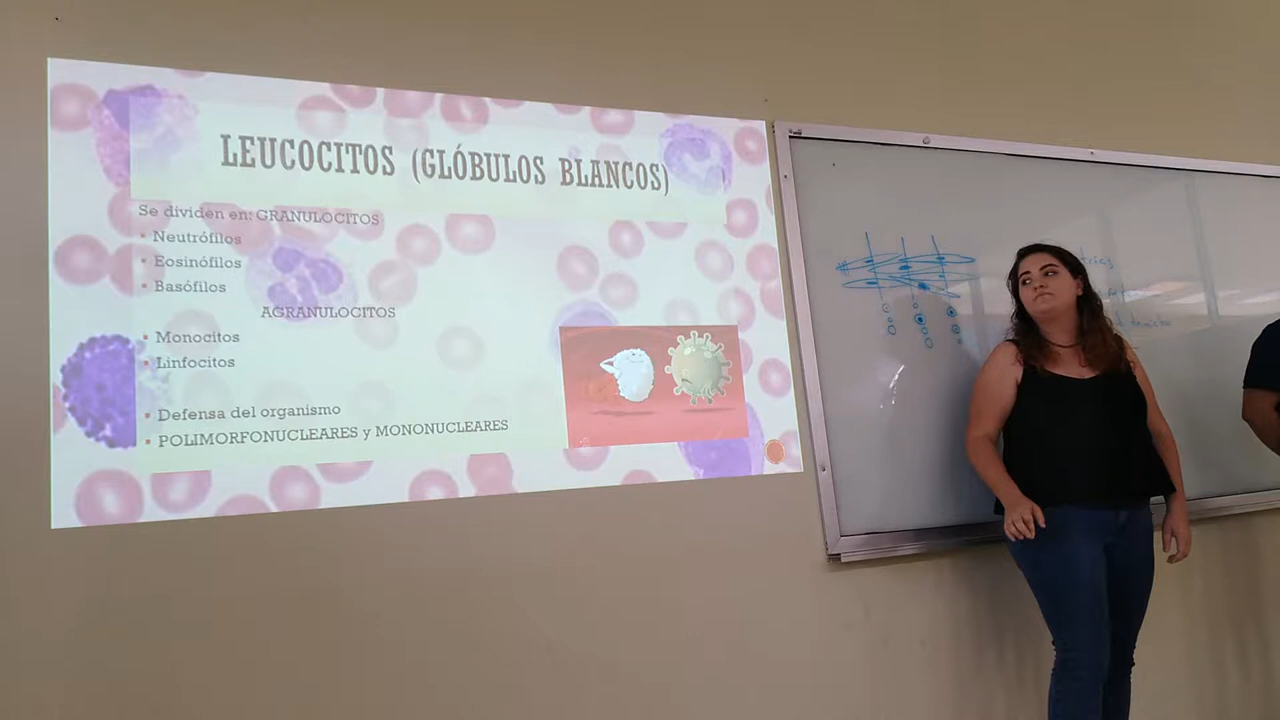 LEUCOCITOS (GLÓBULOS BLANCOS)
Se dividen en: GRANULOCITOS
Neutrófilos
Eosinófilos
Basófilos
AGRANULOCITOS
Monocitos
Linfocitos
Defensa del organismo
POLIMORFONUCLEARES y MONONUCLEARES